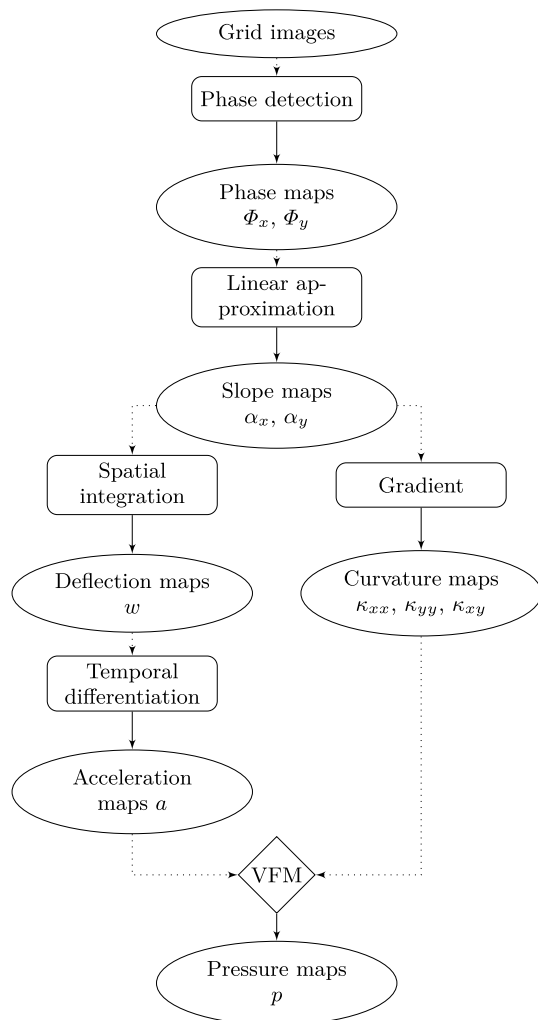 Grid images
Phase detection
Phase maps
Φx, Φy
Linear ap-
proximation
Slope maps
αx, αy
Spatial
integration
Gradient
Deflection maps
w
Curvature maps
κxx, κyy, κxy
Temporal
differentiation
Acceleration
maps a
VFM
Pressure maps
p